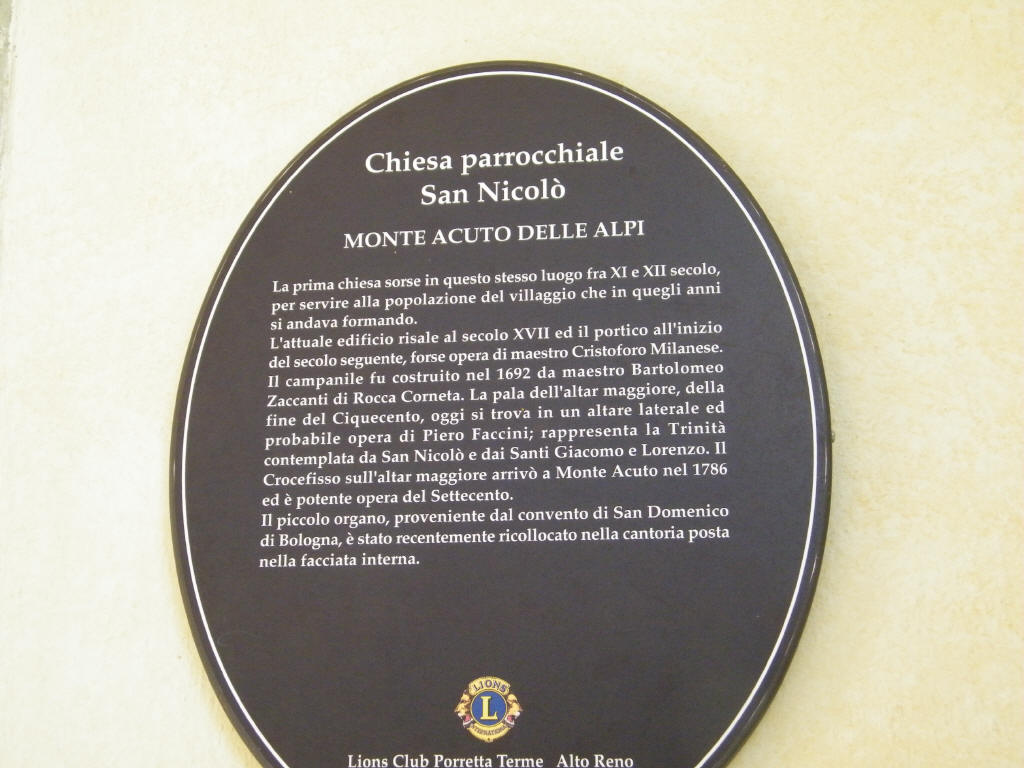 Chiesa parrocchiale
San Nicolò
MONTE ACUTO DELLE ALPI
La prima chiesa sorse in questo stesso luogo fra XI e XII secolo,
per servire alla popolazione del villaggio che in quegli anni
si andava formando.
L'attuale edificio risale al secolo XVII ed il portico all'inizio
del secolo seguente, forse opera di maestro Cristoforo Milanese.
Il campanile fu costruito nel 1692 da maestro Bartolomeo
Zaccanti di Rocca Corneta. La pala dell'altar maggiore, della
fine del Ciquecento, oggi si trova in un altare laterale ed
probabile opera di Piero Faccini; rappresenta la Trinità
contemplata da San Nicolò e dai Santi Giacomo e Lorenzo. Il
Crocefisso sull'altar maggiore arrivò a Monte Acuto nel 1786
ed è potente opera del Settecento.
Il piccolo organo, proveniente dal convento di San Domenico
di Bologna, è stato recentemente ricollocato nella cantoria posta
nella facciata interna.
LIONS
L
INTERNATIONAL
Lions Club Porretta Terme Alto Reno